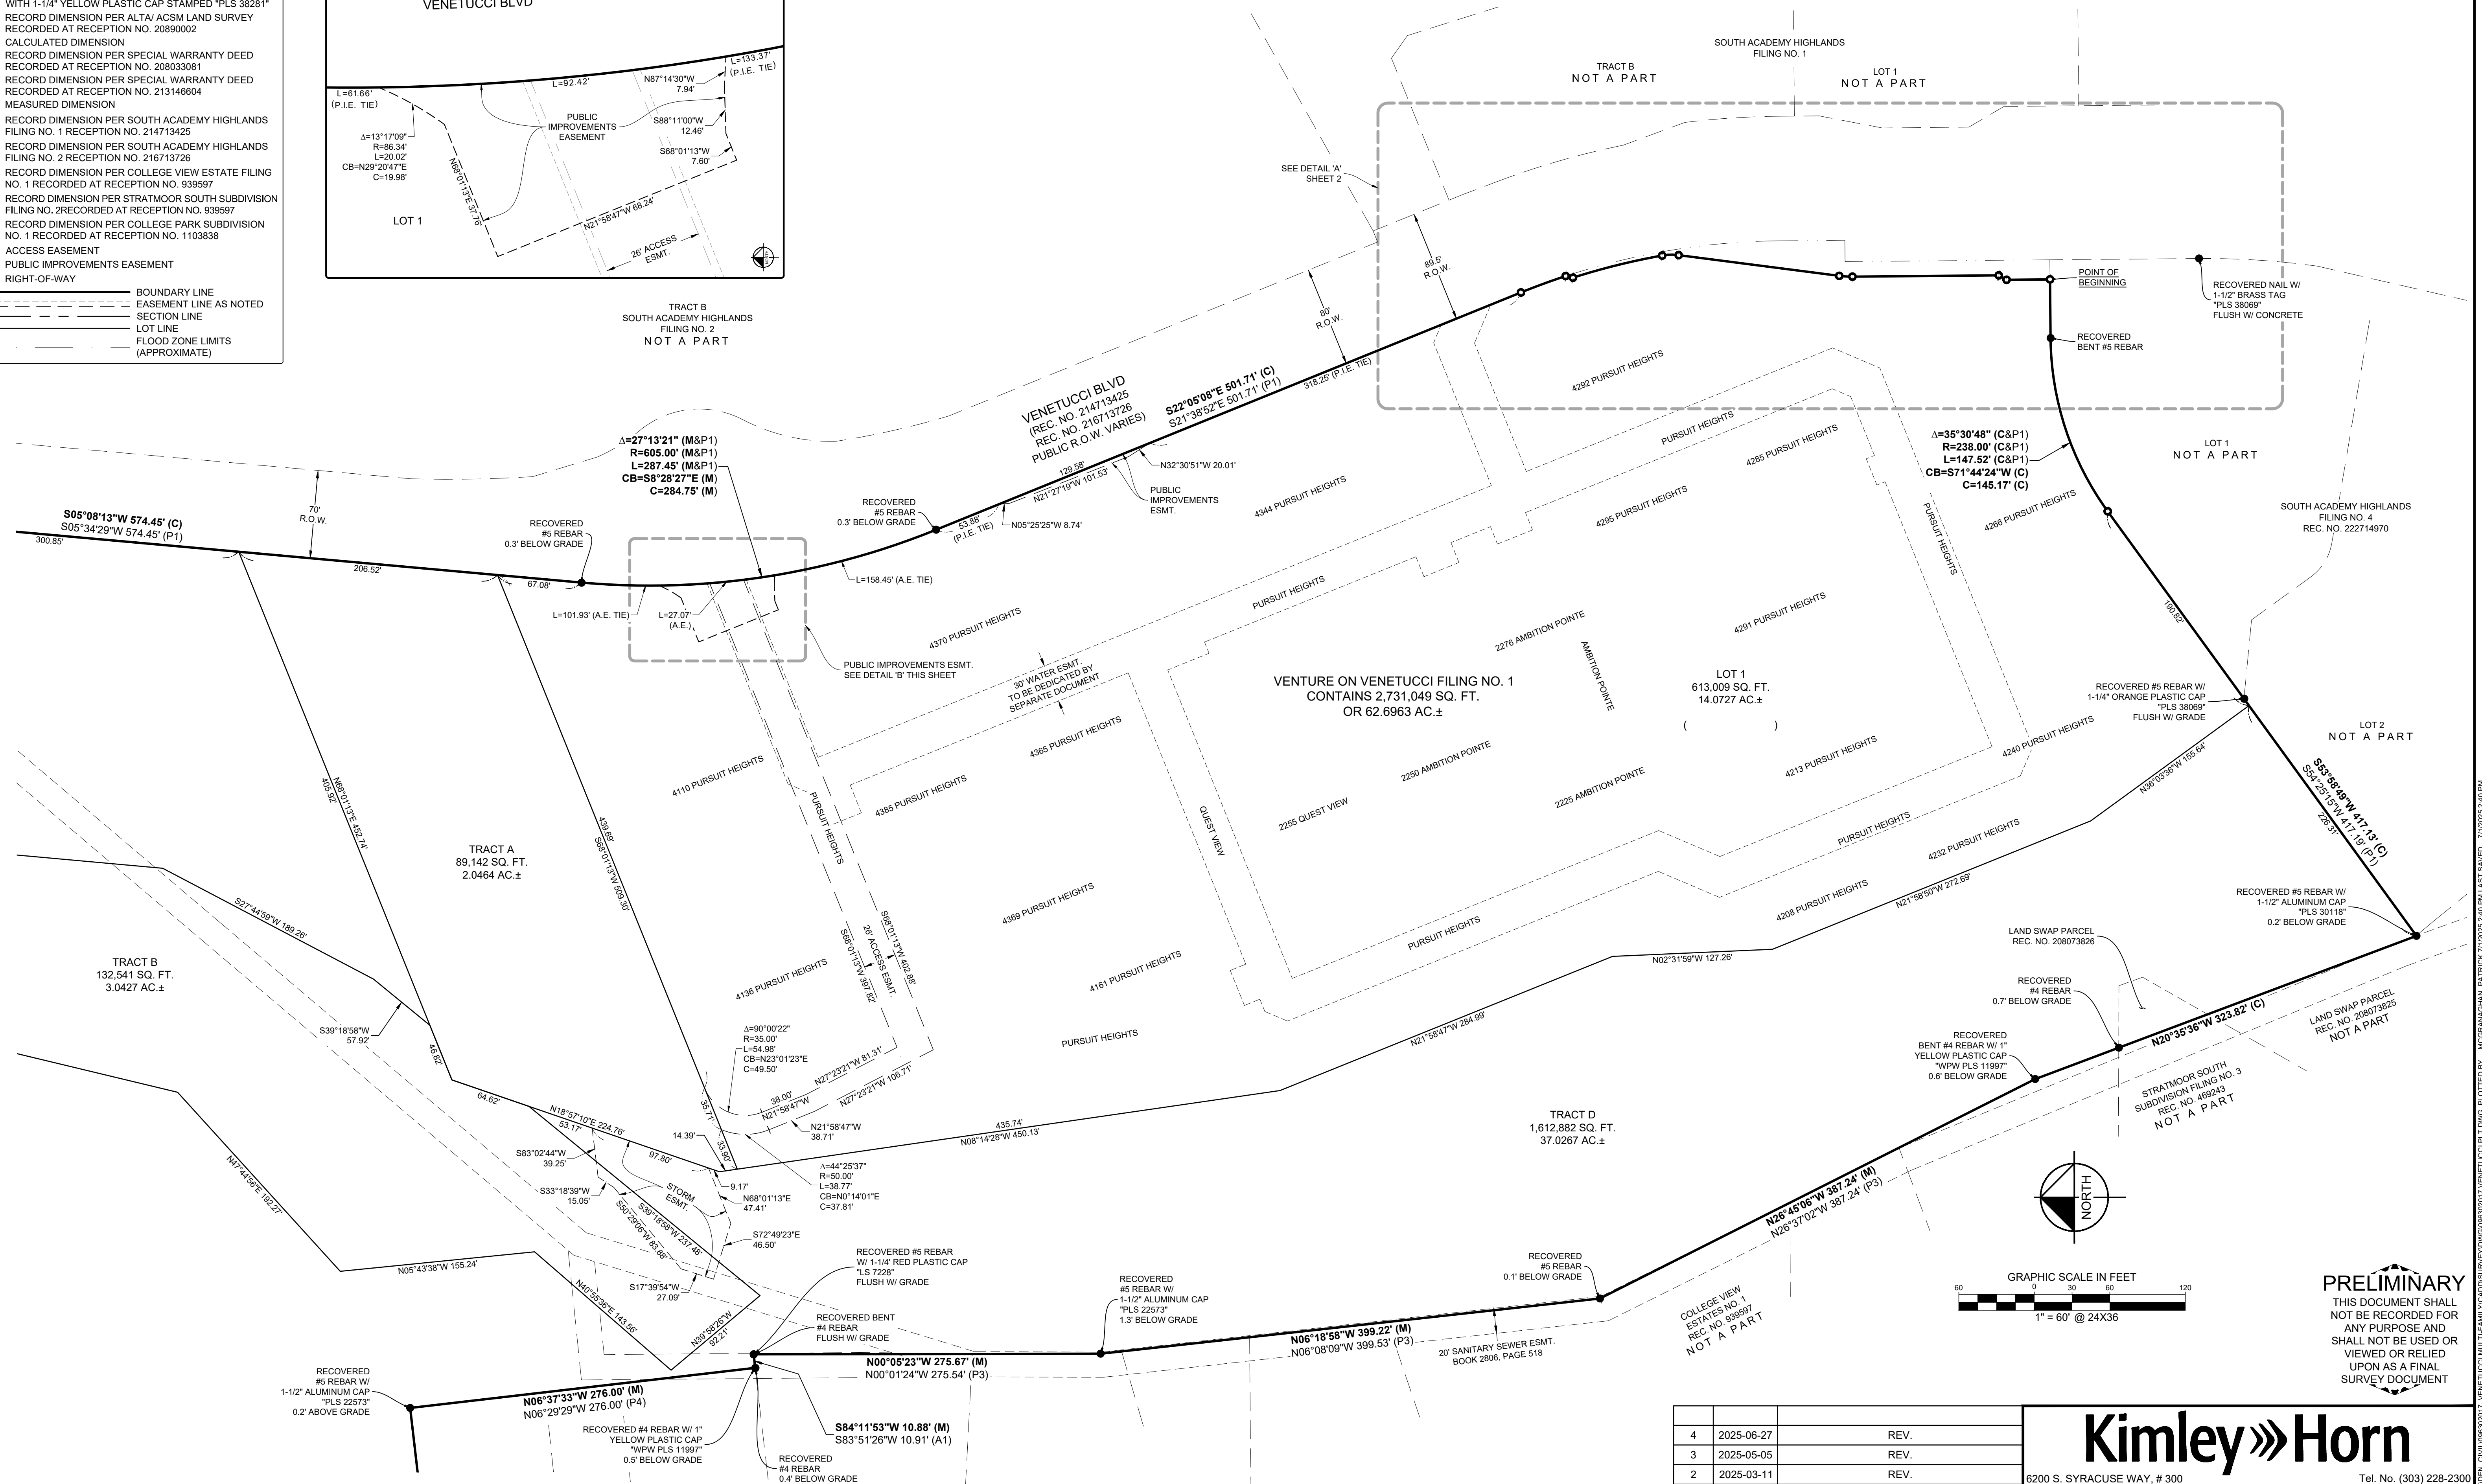 WITH 1-1/4" YELLOW PLASTIC CAP STAMPED "PLS 38281"
RECORD DIMENSION PER ALTA/ ACSM LAND SURVEY
RECORDED AT RECEPTION NO. 20890002
CALCULATED DIMENSION
RECORD DIMENSION PER SPECIAL WARRANTY DEED
RECORDED AT RECEPTION NO. 208033081
RECORD DIMENSION PER SPECIAL WARRANTY DEED
RECORDED AT RECEPTION NO. 213146604
MEASURED DIMENSION
RECORD DIMENSION PER SOUTH ACADEMY HIGHLANDS
FILING NO. 1 RECEPTION NO. 214713425
RECORD DIMENSION PER SOUTH ACADEMY HIGHLANDS
FILING NO. 2 RECEPTION NO. 216713726
RECORD DIMENSION PER COLLEGE VIEW ESTATE FILING
NO. 1 RECORDED AT RECEPTION NO. 939597
RECORD DIMENSION PER STRATMOOR SOUTH SUBDIVISION
FILING NO. 2RECORDED AT RECEPTION NO. 939597
RECORD DIMENSION PER COLLEGE PARK SUBDIVISION
NO. 1 RECORDED AT RECEPTION NO. 1103838
ACCESS EASEMENT
PUBLIC IMPROVEMENTS EASEMENT
RIGHT-OF-WAY
BOUNDARY LINE
EASEMENT LINE AS NOTED
SECTION LINE
LOT LINE
FLOOD ZONE LIMITS
(APPROXIMATE)
VENETUCCI BLVD
L=133.37'
(P.I.E. TIE)
N87°14'30"W
7.94'
L=92.42'
L=61.66'
(P.I.E. TIE)
PUBLIC
IMPROVEMENTS
EASEMENT
S88°11'00"W
12.46'
Δ=13°17'09"
R=86.34'
L=20.02'
CB=N29°20'47"E
C=19.98'
S68°01'13"W
7.60'
N68°01'13"E 37.76'
LOT 1
N21°58'47"W 68.24'
26' ACCESS
ESMT.
TRACT B
SOUTH ACADEMY HIGHLANDS
FILING NO. 2
NOT A PART
SOUTH ACADEMY HIGHLANDS
FILING NO. 1
TRACT B
NOT A PART
LOT 1
NOT A PART
SEE DETAIL 'A'
SHEET 2
89.5'
R.O.W.
80'
R.O.W.
POINT OF
BEGINNING
RECOVERED NAIL W/
1-1/2" BRASS TAG
"PLS 38069"
FLUSH W/ CONCRETE
RECOVERED
BENT #5 REBAR
4292 PURSUIT HEIGHTS
VENETUCCI BLVD
(REC. NO. 214713425
REC. NO. 216713726
PUBLIC R.O.W. VARIES)
S22°05'08"E 501.71' (C)
S21°38'52"E 501.71' (P1)
318.25' (P.I.E. TIE)
PURSUIT HEIGHTS
4285 PURSUIT HEIGHTS
Δ=27°13'21" (M&P1)
R=605.00' (M&P1)
L=287.45' (M&P1)
CB=S8°28'27"E (M)
C=284.75' (M)
Δ=35°30'48" (C&P1)
R=238.00' (C&P1)
L=147.52' (C&P1)
CB=S71°44'24"W (C)
C=145.17' (C)
LOT 1
NOT A PART
129.58'
N21°27'19"W 101.53'
N32°30'51"W 20.01'
PUBLIC
IMPROVEMENTS
ESMT.
4344 PURSUIT HEIGHTS
4295 PURSUIT HEIGHTS
PURSUIT HEIGHTS
4266 PURSUIT HEIGHTS
SOUTH ACADEMY HIGHLANDS
FILING NO. 4
REC. NO. 222714970
70'
R.O.W.
S05°08'13"W 574.45' (C)
S05°34'29"W 574.45' (P1)
300.85'
RECOVERED
#5 REBAR
0.3' BELOW GRADE
RECOVERED
#5 REBAR
0.3' BELOW GRADE
53.88'
(P.I.E. TIE)
N05°25'25"W 8.74'
206.52'
67.08'
L=158.45' (A.E. TIE)
L=101.93' (A.E. TIE)
L=27.07'
(A.E.)
PURSUIT HEIGHTS
4370 PURSUIT HEIGHTS
2276 AMBITION POINTE
4291 PURSUIT HEIGHTS
190.82'
PUBLIC IMPROVEMENTS ESMT.
SEE DETAIL 'B' THIS SHEET
30' WATER ESMT.
TO BE DEDICATED BY
SEPARATE DOCUMENT
AMBITION POINTE
VENTURE ON VENETUCCI FILING NO. 1
CONTAINS 2,731,049 SQ. FT.
OR 62.6963 AC.±
LOT 1
613,009 SQ. FT.
14.0727 AC.±
( )
RECOVERED #5 REBAR W/
1-1/4" ORANGE PLASTIC CAP
"PLS 38069"
FLUSH W/ GRADE
LOT 2
NOT A PART
4365 PURSUIT HEIGHTS
4110 PURSUIT HEIGHTS
4385 PURSUIT HEIGHTS
PURSUIT HEIGHTS
2250 AMBITION POINTE
2225 AMBITION POINTE
4213 PURSUIT HEIGHTS
4240 PURSUIT HEIGHTS
N36°03'36"W 155.64'
S53°58'49"W 417.13' (C)
S54°25'15"W 417.19' (P1)
226.31'
N68°01'13"E 452.74'
405.92'
439.69'
S68°01'13"W 509.30'
2255 QUEST VIEW
QUEST VIEW
PURSUIT HEIGHTS
4232 PURSUIT HEIGHTS
TRACT A
89,142 SQ. FT.
2.0464 AC.±
4369 PURSUIT HEIGHTS
4208 PURSUIT HEIGHTS
N21°58'50"W 272.69'
PURSUIT HEIGHTS
S27°44'59"W 189.26'
S68°01'13"W 402.88'
26' ACCESS ESMT.
S68°01'13"W 397.82'
RECOVERED #5 REBAR W/
1-1/2" ALUMINUM CAP
"PLS 30118"
0.2' BELOW GRADE
TRACT B
132,541 SQ. FT.
3.0427 AC.±
4136 PURSUIT HEIGHTS
4161 PURSUIT HEIGHTS
N02°31'59"W 127.26'
LAND SWAP PARCEL
REC. NO. 208073826
RECOVERED
#4 REBAR
0.7' BELOW GRADE
N20°35'36"W 323.82' (C)
LAND SWAP PARCEL
REC. NO. 208073825
NOT A PART
S39°18'58"W
57.92'
46.82'
Δ=90°00'22"
R=35.00'
L=54.98'
CB=N23°01'23"E
C=49.50'
PURSUIT HEIGHTS
N21°58'47"W 284.99'
RECOVERED
BENT #4 REBAR W/ 1"
YELLOW PLASTIC CAP
"WPW PLS 11997"
0.6' BELOW GRADE
STRATMOOR SOUTH
SUBDIVISION FILING NO. 3
REC. NO. 469243
NOT A PART
N27°23'21"W 81.31'
38.00'
N21°58'47"W
N27°23'21"W 106.71'
35.71'
64.62'
N18°57'10"E 224.76'
53.17'
97.80'
14.39'
33.90'
N21°58'47"W
38.71'
435.74'
N08°14'28"W 450.13'
TRACT D
1,612,882 SQ. FT.
37.0267 AC.±
S83°02'44"W
39.25'
S33°18'39"W
15.05'
STORM
ESMT.
9.17'
N68°01'13"E
47.41'
Δ=44°25'37"
R=50.00'
L=38.77'
CB=N0°14'01"E
C=37.81'
N47°44'56"E 192.27'
S50°29'06"W 83.88'
S39°18'58"W 237.48'
S72°49'23"E
46.50'
N26°45'06"W 387.24' (M)
N26°37'02"W 387.24' (P3)
NORTH
N05°43'38"W 155.24'
S17°39'54"W
27.09'
RECOVERED #5 REBAR
W/ 1-1/4' RED PLASTIC CAP
"LS 7228"
FLUSH W/ GRADE
RECOVERED
#5 REBAR W/
1-1/2" ALUMINUM CAP
"PLS 22573"
1.3' BELOW GRADE
RECOVERED
#5 REBAR
0.1' BELOW GRADE
N40°55'36"E 143.56'
N39°58'26"W
92.21'
RECOVERED BENT
#4 REBAR
FLUSH W/ GRADE
COLLEGE VIEW
ESTATES NO. 1
REC. NO. 939597
NOT A PART
GRAPHIC SCALE IN FEET
60 0 30 60 120
1" = 60' @ 24X36
PRELIMINARY
THIS DOCUMENT SHALL
NOT BE RECORDED FOR
ANY PURPOSE AND
SHALL NOT BE USED OR
VIEWED OR RELIED
UPON AS A FINAL
SURVEY DOCUMENT
N00°05'23"W 275.67' (M)
N00°01'24"W 275.54' (P3)
N06°18'58"W 399.22' (M)
N06°08'09"W 399.53' (P3)
20' SANITARY SEWER ESMT.
BOOK 2806, PAGE 518
RECOVERED
#5 REBAR W/
1-1/2" ALUMINUM CAP
"PLS 22573"
0.2' ABOVE GRADE
N06°37'33"W 276.00' (M)
N06°29'29"W 276.00' (P4)
RECOVERED #4 REBAR W/ 1"
YELLOW PLASTIC CAP
"WPW PLS 11997"
0.5' BELOW GRADE
S84°11'53"W 10.88' (M)
S83°51'26"W 10.91' (A1)
RECOVERED
#4 REBAR
0.4' BELOW GRADE
4 2025-06-27 REV.
3 2025-05-05 REV.
2 2025-03-11 REV.
Kimley»Horn
6200 S. SYRACUSE WAY, # 300
Tel. No. (303) 228-2300